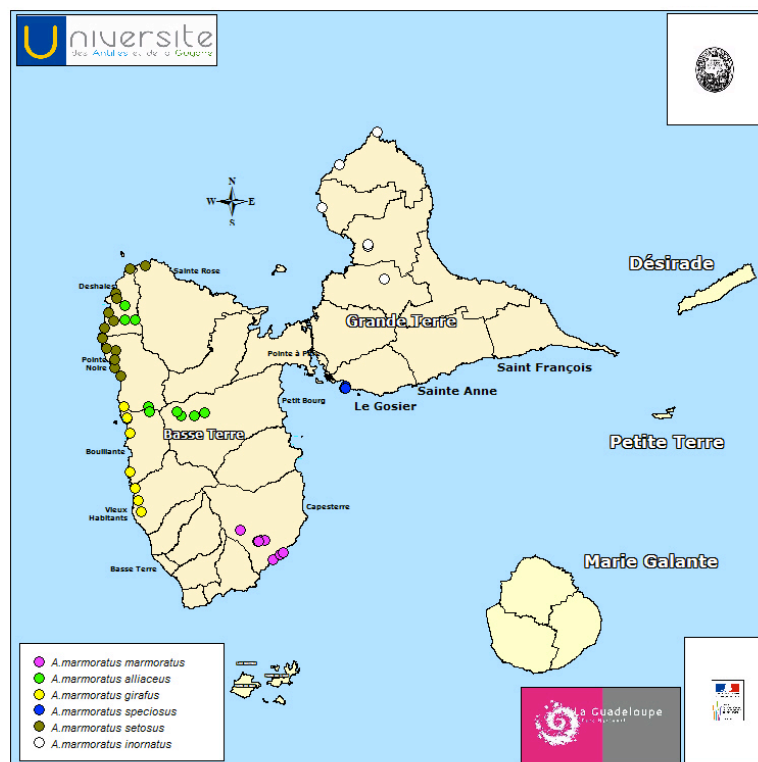 Universite
des Antilles et de la Guyane
N
W E
S
Sainte Rose
Deshaies
Désirade
Grande Terre
Pointe à Pitre
Pointe
Noire
Saint François
Sainte Anne
Petit Bourg
Le Gosier
Petite Terre
Basse Terre
Bouillante
Vieux
Habitants
Capesterre
Marie Galante
Basse Terre
A.marmoratus marmoratus
A.marmoratus alliaceus
A.marmoratus girafus
A.marmoratus speciosus
A.marmoratus setosus
A.marmoratus inornatus
La Guadeloupe